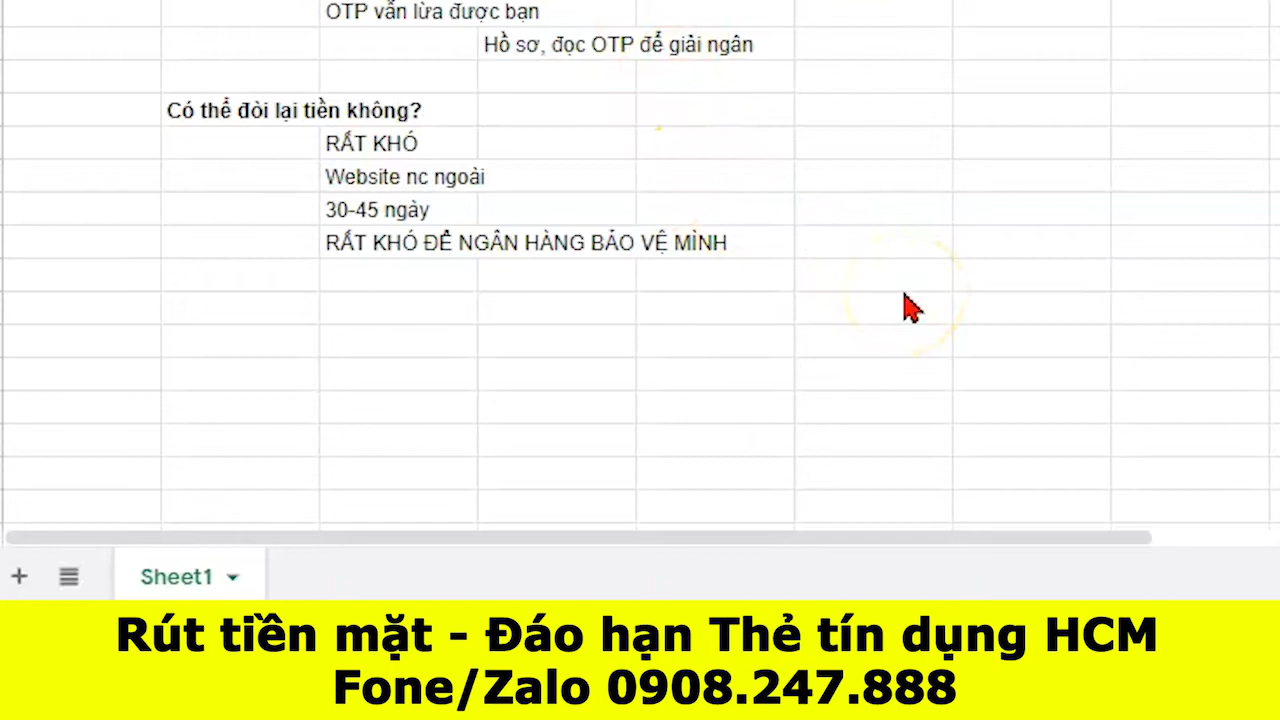 OTP vẫn lừa được bạn
Hồ sơ, đọc OTP để giải ngân
Có thể đòi lại tiền không?
RẤT KHÓ
Website nc ngoài
30-45 ngày
RẤT KHÓ ĐỂ NGÂN HÀNG BẢO VỆ MÌNH
Sheet1
Rút tiền mặt - Đáo hạn Thẻ tín dụng HCM
Fone/Zalo 0908.247.888